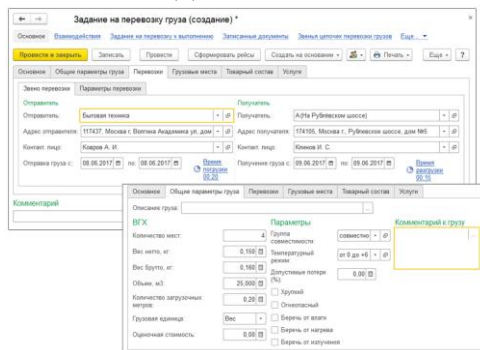 Задание на перевозку груза (создание) *
Основное Взаимодействия Задание на перевозку груза к выполнению Записанные документы Звенья цепочек перевозки грузов Еще...
Провести и закрыть Записать Провести Сформировать рейсы Создать на основании Печать Еще ?
Основное Общие параметры груза Перевозки Грузовые места Товарный состав Услуги
Звено перевозки Параметры перевозки
Отправитель Получатель
Отправитель: Бытовая техника Получатель: А(На Рублевском шоссе)
Адрес отправителя: 117437, Москва г, Волгина Академика ул, дом Адрес получателя: 174105, Москва г, Рублевское шоссе, дом №5
Контакт. лицо: Ковров А. И. Контакт. лицо: Климов И. С.
Отправка груза с: 08.06.2017 по: 08.06.2017 Время погрузки 00:20 Получение груза с: 09.06.2017 по: 09.06.2017 Время разгрузки 00:15
Комментарий
Основное Общие параметры груза Перевозки Грузовые места Товарный состав Услуги
Описание груза:
ВГХ Параметры Комментарий к грузу
Количество мест: 4 Группа совместимости совместно
Вес нетто, кг: 0,150 Температурный режим от 0 до +6
Вес брутто, кг: 0,160 Допустимые потери (%): 0,00
Объем, м3: 25,000 Хрупкий
Количество загрузочных метров: 0,20 Огнеопасный
Грузовая единица: Вес Беречь от влаги
Оценочная стоимость: 0,00 Беречь от нагрева
Беречь от излучения